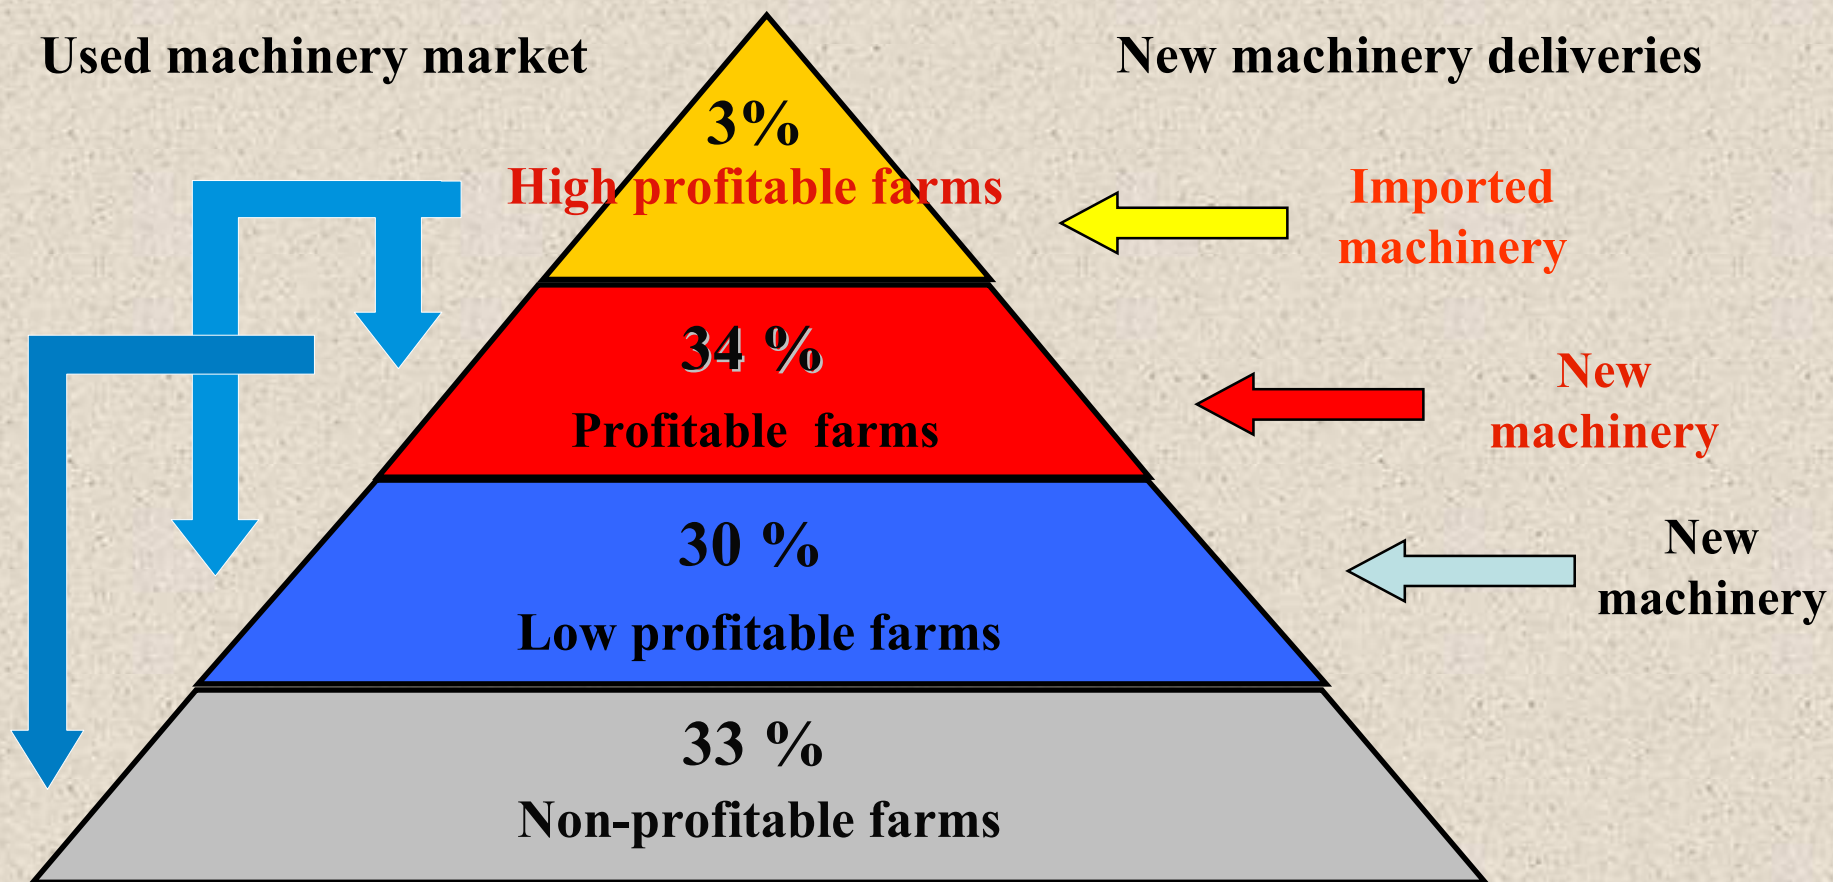 Used machinery market
New machinery deliveries
3%
High profitable farms
Imported
machinery
34 %
Profitable farms
New
machinery
30 %
Low profitable farms
New
machinery
33 %
Non-profitable farms